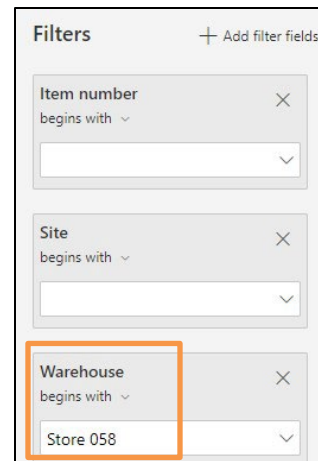 Filters + Add filter fields
Item number
begins with
Site
begins with
Warehouse
begins with
Store 058